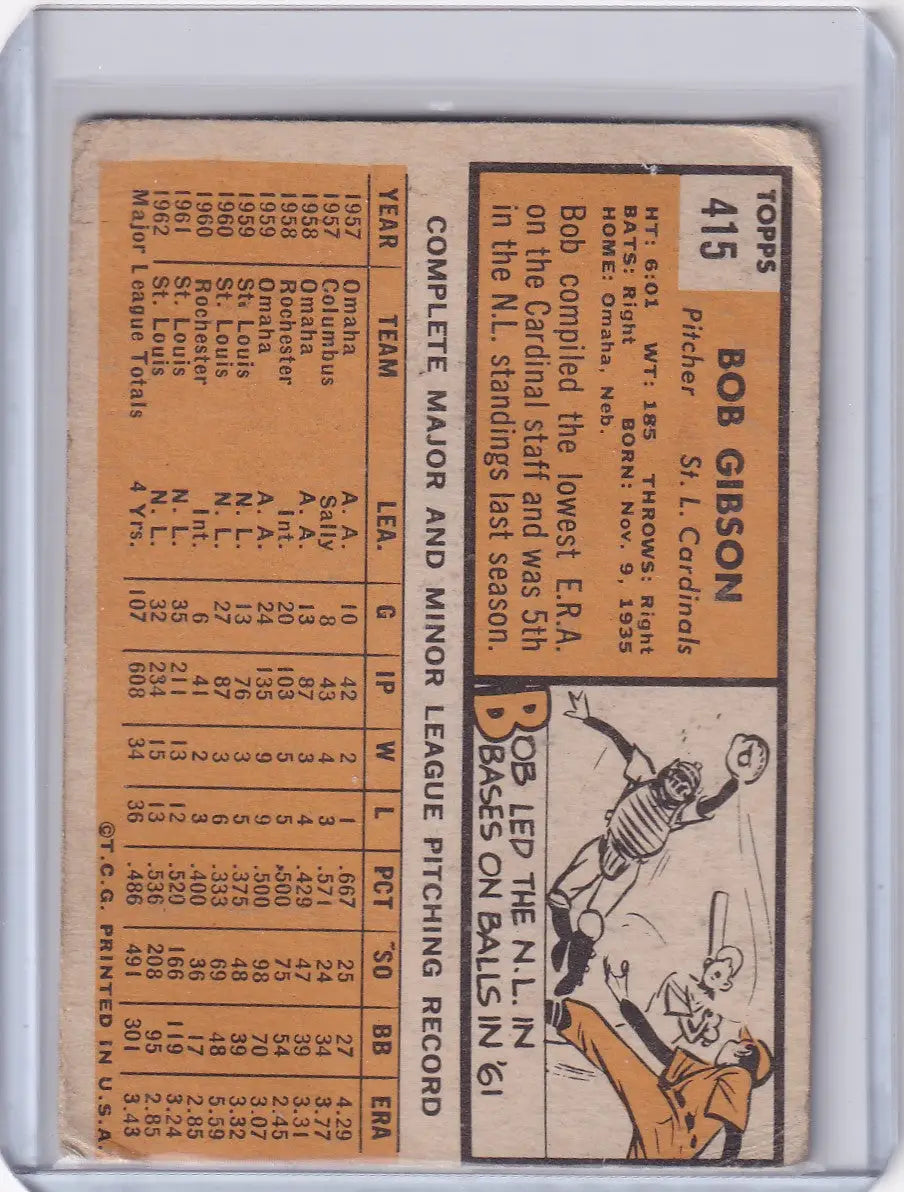 TOPPS
415
BOB GIBSON
Pitcher St. L. Cardinals
HT: 6:01 WT: 185 THROWS: Right
BATS: Right BORN: Nov. 9, 1935
HOME: Omaha, Neb.
Bob compiled the lowest E.R.A.
on the Cardinal staff and was 5th
in the N.L. standings last season.
BOB LED THE N.L. IN
BASES ON BALLS IN '61
COMPLETE MAJOR AND MINOR LEAGUE PITCHING RECORD
YEAR TEAM LEA. G IP W L PCT SO BB ERA
1957 Omaha A. A. 10 42 2 1 .667 25 27 4.29
1957 Columbus Sally 8 43 4 3 .571 24 34 3.77
1958 Omaha A. A. 13 87 3 4 .429 47 39 3.31
1958 Rochester Int. 20 103 5 5 .500 75 54 2.45
1959 Omaha A. A. 24 135 9 9 .500 98 70 3.07
1959 St. Louis N. L. 13 76 3 5 .375 48 39 3.32
1960 St. Louis N. L. 27 87 3 6 .333 69 48 5.59
1960 Rochester Int. 6 41 2 3 .400 36 17 2.85
1961 St. Louis N. L. 35 211 13 12 .520 166 119 3.24
1962 St. Louis N. L. 32 234 15 13 .536 208 95 2.85
Major League Totals 4 Yrs. 107 608 34 36 .486 491 301 3.43
©T.C.G. PRINTED IN U.S.A.